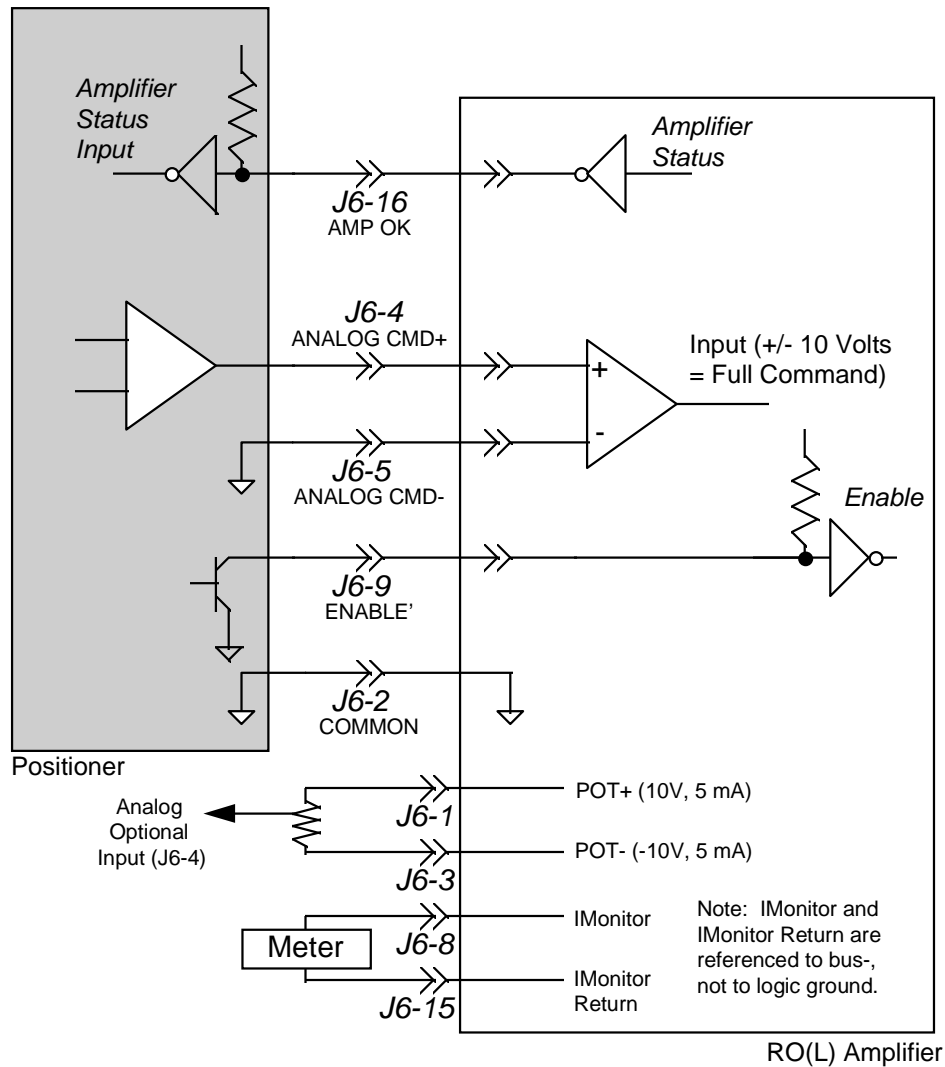 Amplifier
Status
Input
Amplifier
Status
J6-16
AMP OK
J6-4
ANALOG CMD+
Input (+/- 10 Volts
= Full Command)
+
-
J6-5
ANALOG CMD-
Enable
J6-9
ENABLE’
J6-2
COMMON
Positioner
Analog
Optional
Input (J6-4)
J6-1
POT+ (10V, 5 mA)
J6-3
POT- (-10V, 5 mA)
Meter
J6-8
IMonitor
J6-15
IMonitor
Return
Note: IMonitor and
IMonitor Return are
referenced to bus-,
not to logic ground.
RO(L) Amplifier